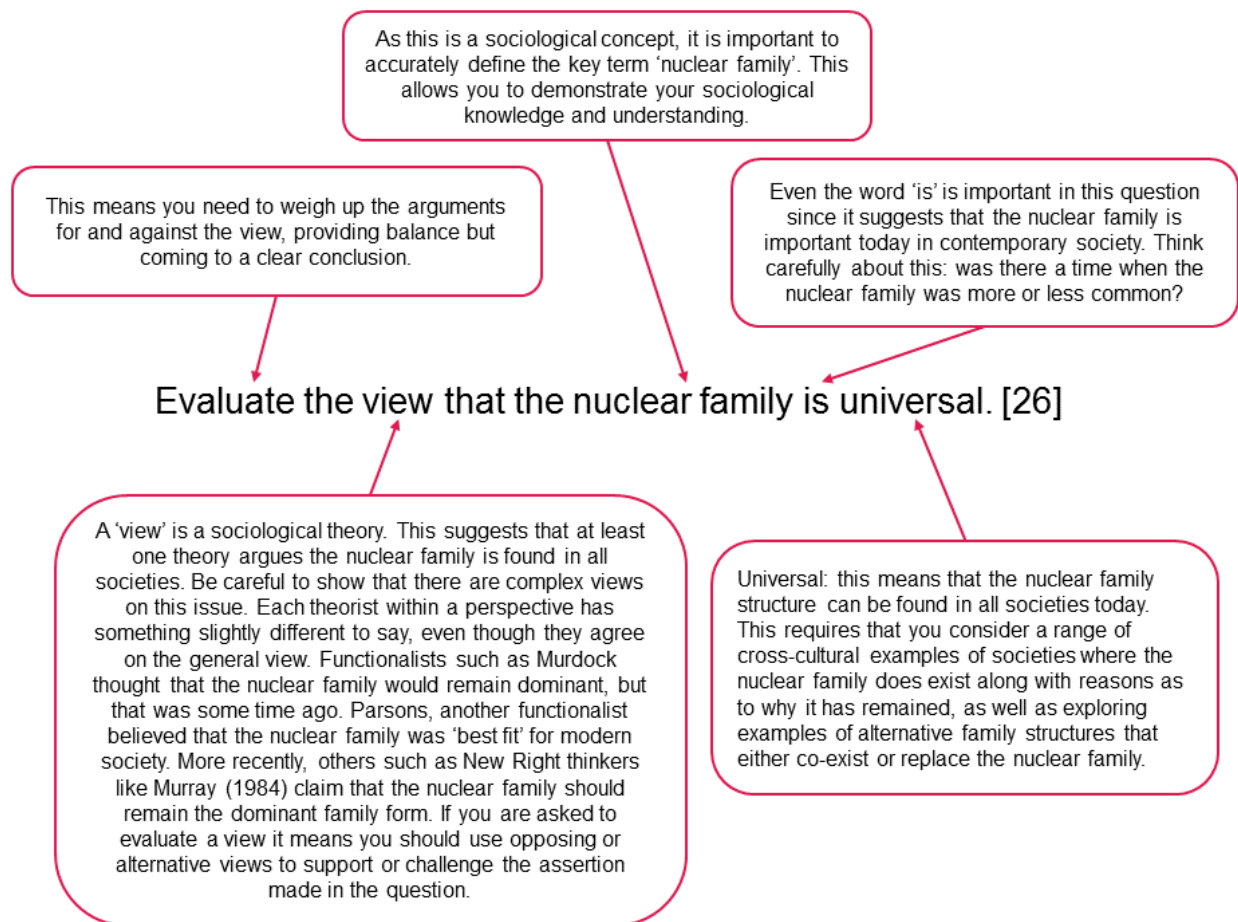 As this is a sociological concept, it is important to
accurately define the key term ‘nuclear family’. This
allows you to demonstrate your sociological
knowledge and understanding.
This means you need to weigh up the arguments
for and against the view, providing balance but
coming to a clear conclusion.
Even the word ‘is’ is important in this question
since it suggests that the nuclear family is
important today in contemporary society. Think
carefully about this: was there a time when the
nuclear family was more or less common?
Evaluate the view that the nuclear family is universal. [26]
A ‘view’ is a sociological theory. This suggests that at least
one theory argues the nuclear family is found in all
societies. Be careful to show that there are complex views
on this issue. Each theorist within a perspective has
something slightly different to say, even though they agree
on the general view. Functionalists such as Murdock
thought that the nuclear family would remain dominant, but
that was some time ago. Parsons, another functionalist
believed that the nuclear family was ‘best fit’ for modern
society. More recently, others such as New Right thinkers
like Murray (1984) claim that the nuclear family should
remain the dominant family form. If you are asked to
evaluate a view it means you should use opposing or
alternative views to support or challenge the assertion
made in the question.
Universal: this means that the nuclear family
structure can be found in all societies today.
This requires that you consider a range of
cross-cultural examples of societies where the
nuclear family does exist along with reasons as
to why it has remained, as well as exploring
examples of alternative family structures that
either co-exist or replace the nuclear family.